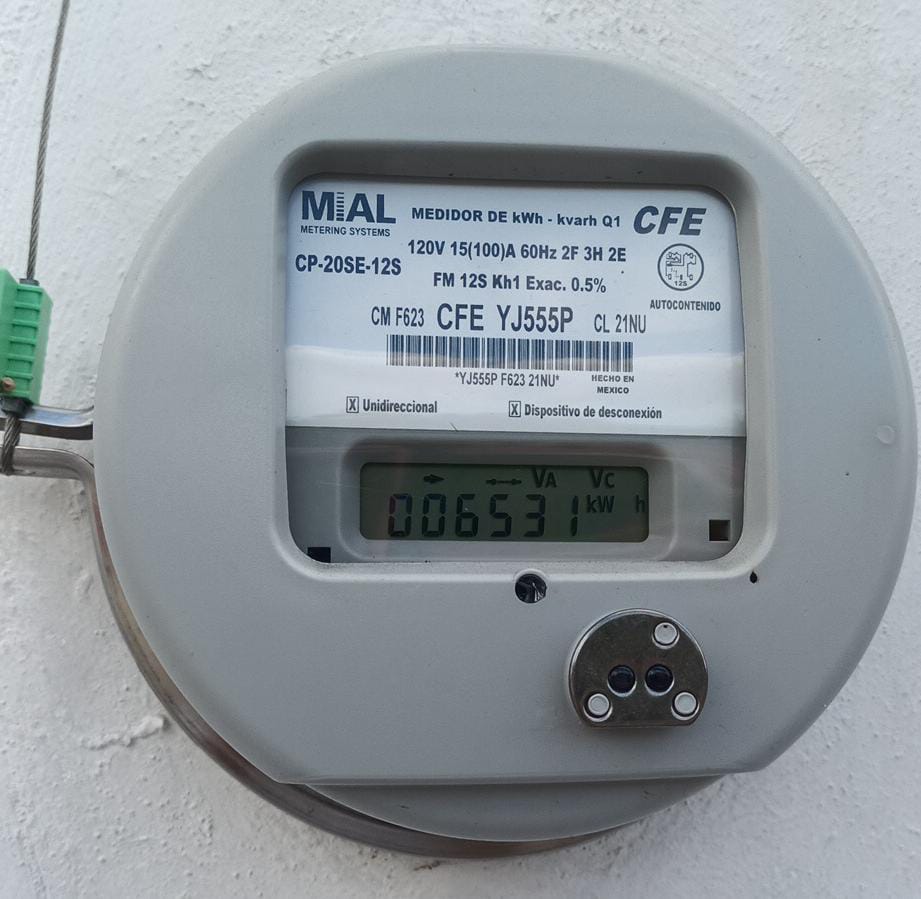 MIAL
METERING SYSTEMS
MEDIDOR DE kWh - kvarh Q1
CFE
120V 15(100)A 60Hz 2F 3H 2E
CP-20SE-12S
FM 12S Kh1 Exac. 0.5%
12S
AUTOCONTENIDO
CM F623 CFE YJ555P CL 21NU
*YJ555P F623 21NU*
HECHO EN
MEXICO
X Unidireccional
X Dispositivo de desconexión
VA VC
006531 kW h